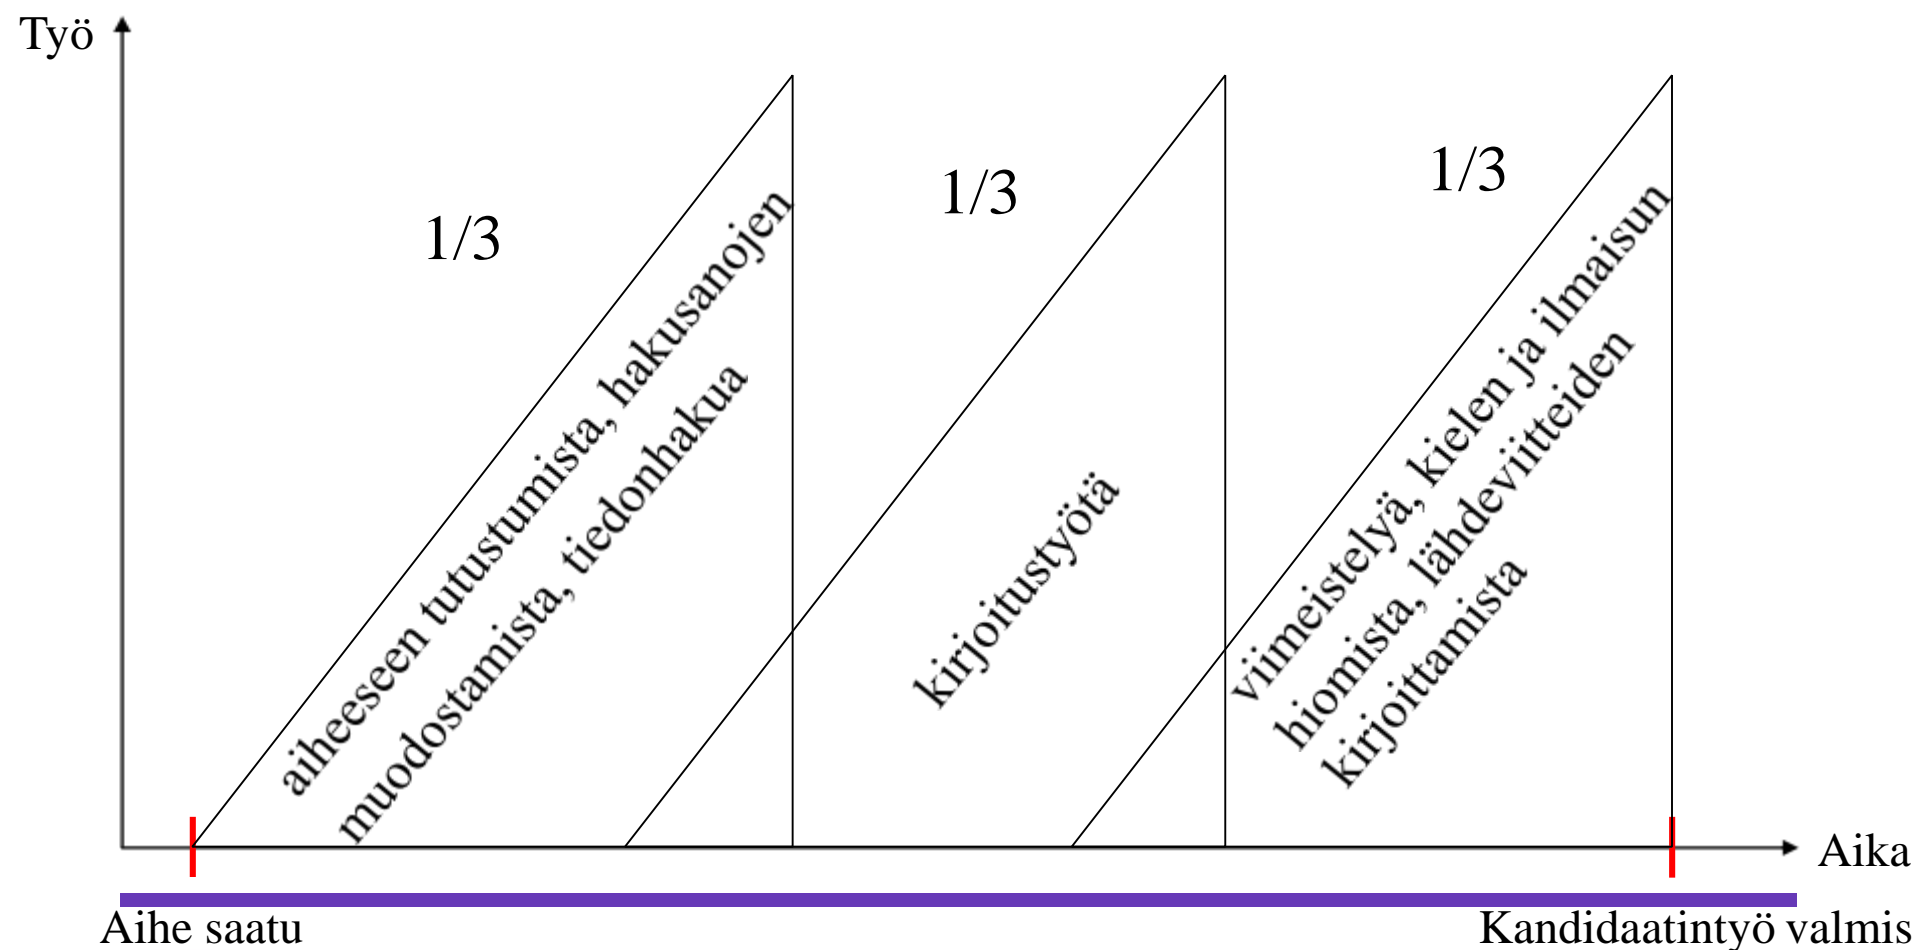 Työ
1/3
aiheeseen tutustumista, hakusanojen
muodostamista, tiedonhakua
1/3
kirjoitustyötä
1/3
viimeistelyä, kielen ja ilmaisun
hiomista, lähdeviitteiden
kirjoittamista
Aika
Aihe saatu
Kandidaatintyö valmis